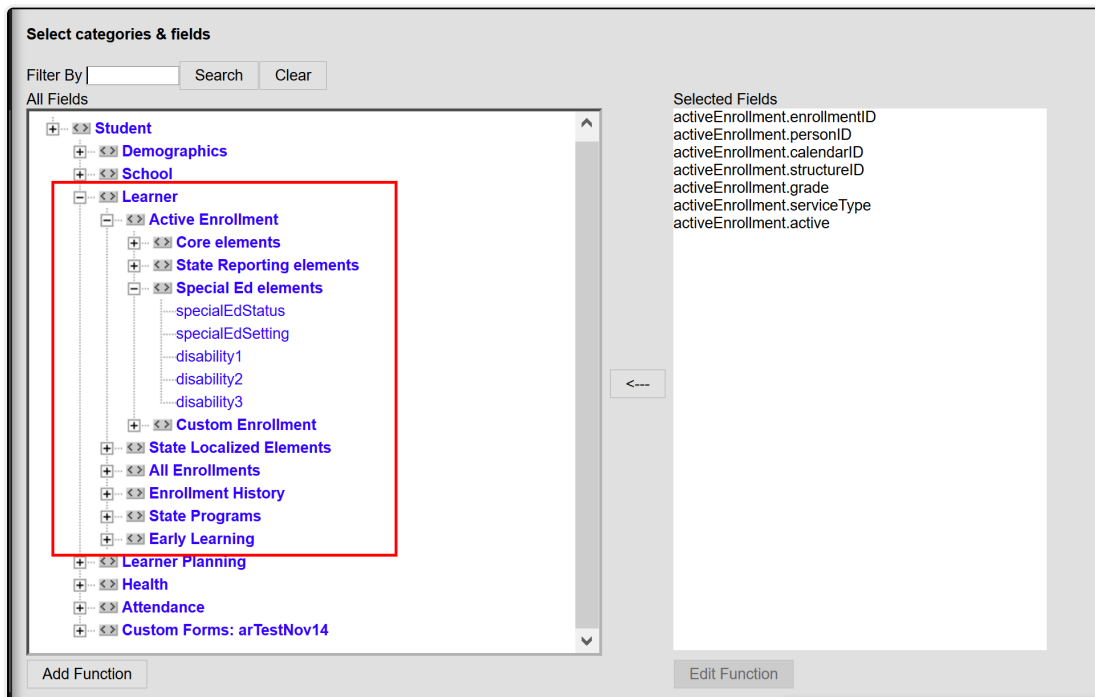 Select categories & fields
Filter By
Search
Clear
All Fields
Student
Demographics
School
Learner
Active Enrollment
Core elements
State Reporting elements
Special Ed elements
specialEdStatus
specialEdSetting
disability1
disability2
disability3
Custom Enrollment
State Localized Elements
All Enrollments
Enrollment History
State Programs
Early Learning
Learner Planning
Health
Attendance
Custom Forms: arTestNov14
Add Function
<---
Selected Fields
activeEnrollment.enrollmentID
activeEnrollment.personID
activeEnrollment.calendarID
activeEnrollment.structureID
activeEnrollment.grade
activeEnrollment.serviceType
activeEnrollment.active
Edit Function